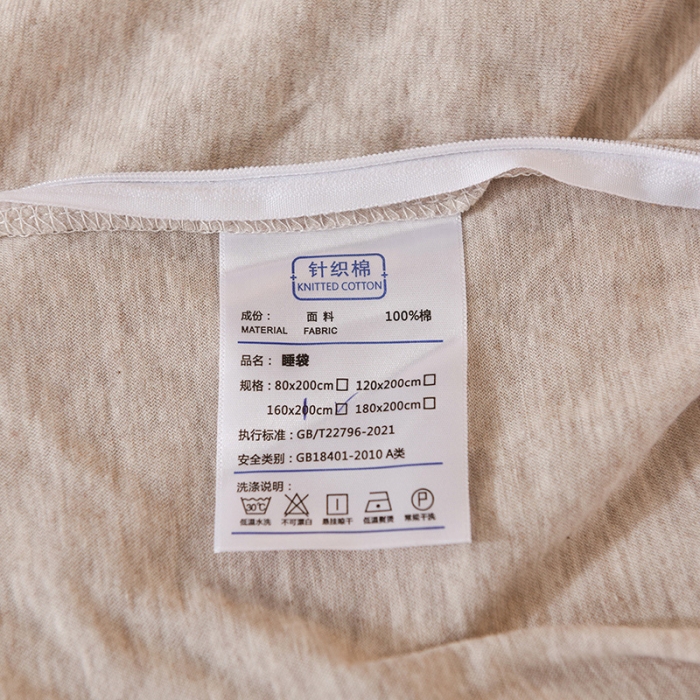 针织棉
KNITTED COTTON
成份： 面料 100%棉
MATERIAL FABRIC
品名： 睡袋
规格：80x200cm□ 120x200cm□
160x200cm☑ 180x200cm□
执行标准：GB/T22796-2021
安全类别：GB18401-2010 A类
洗涤说明：
30℃ P
低温水洗 不可漂白 悬挂晾干 低温熨烫 常规干洗